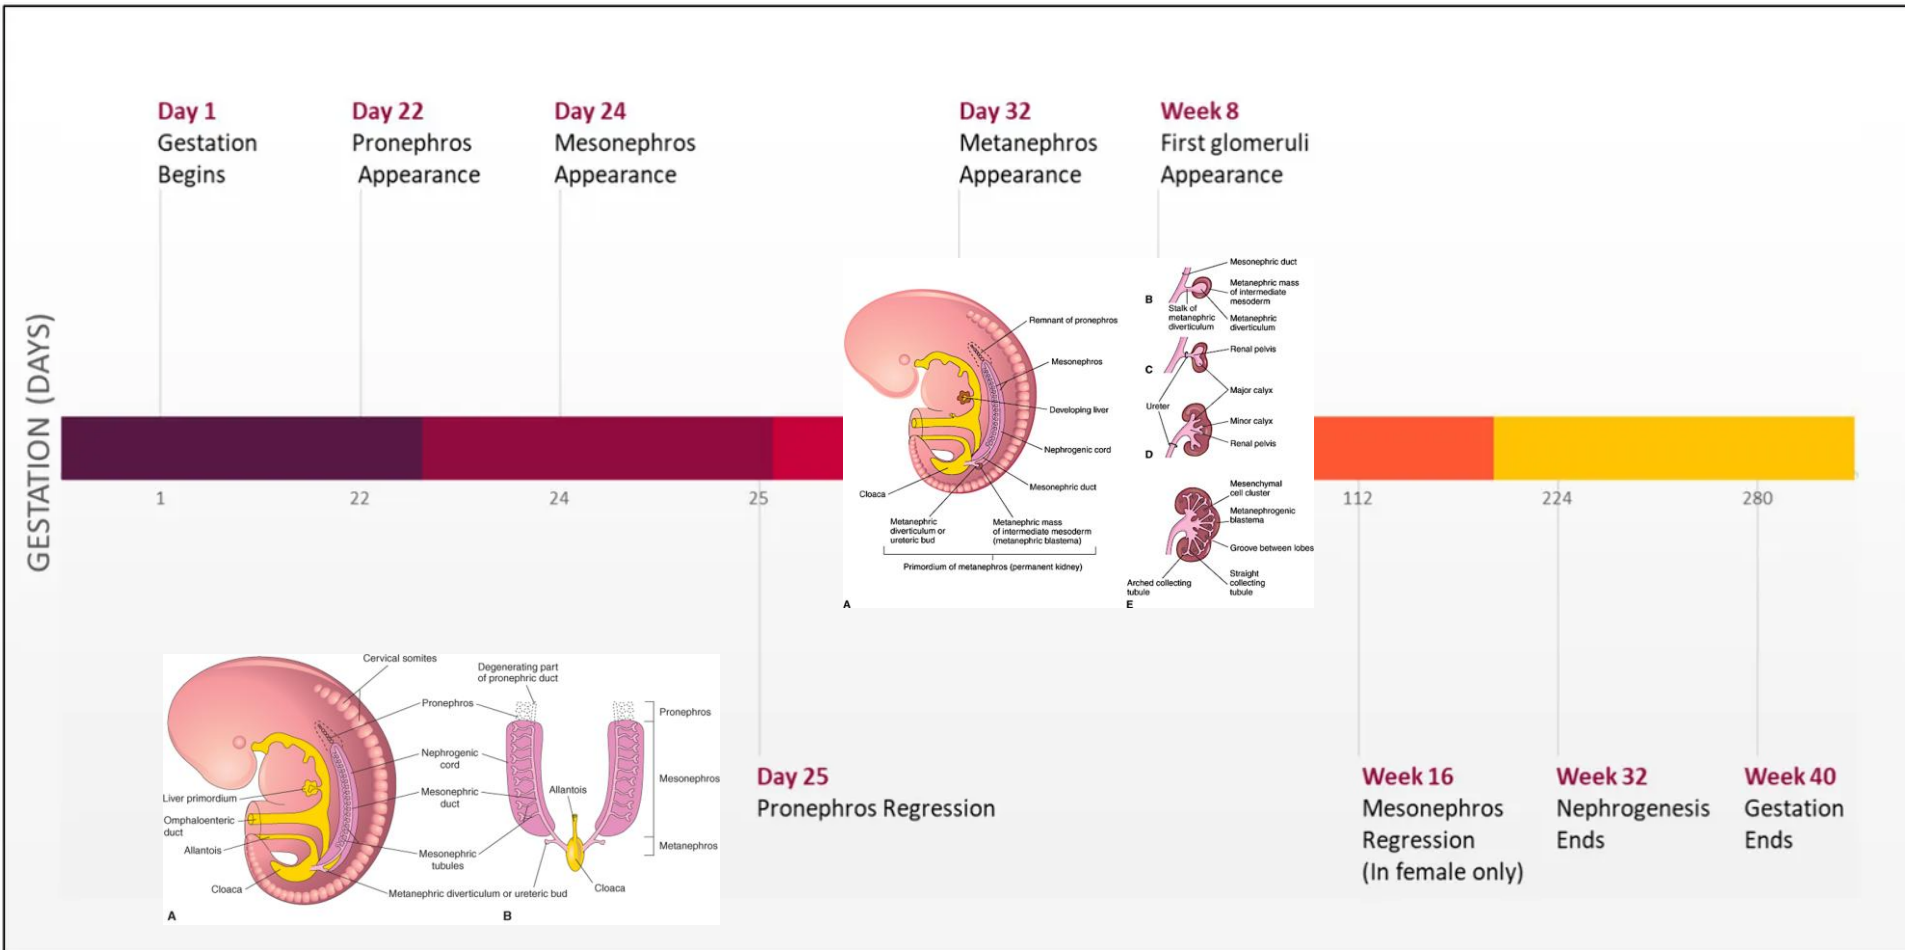 Day 1
Gestation
Begins
Day 22
Pronephros
Appearance
Day 24
Mesonephros
Appearance
Day 32
Metanephros
Appearance
Week 8
First glomeruli
Appearance
GESTATION (DAYS)
1
22
24
25
112
224
280
Remnant of pronephros
Mesonephros
Developing liver
Nephrogenic cord
Mesonephric duct
Cloaca
Metanephric
diverticulum or
ureteric bud
Metanephric mass
of intermediate mesoderm
(metanephric blastema)
Primordium of metanephros (permanent kidney)
A
Mesonephric duct
Metanephric mass
of intermediate
mesoderm
B
Stalk of
metanephric
diverticulum
Metanephric
diverticulum
Renal pelvis
C
Major calyx
Ureter
Minor calyx
Renal pelvis
D
Mesenchymal
cell cluster
Metanephrogenic
blastema
Groove between lobes
Straight
collecting
tubule
Arched collecting
tubule
E
Cervical somites
Pronephros
Nephrogenic
cord
Mesonephric
duct
Liver primordium
Omphaloenteric
duct
Allantois
Mesonephric
tubules
Cloaca
Metanephric diverticulum or ureteric bud
A
Degenerating part
of pronephric duct
Pronephros
Mesonephros
Allantois
Metanephros
Cloaca
B
Day 25
Pronephros Regression
Week 16
Mesonephros
Regression
(In female only)
Week 32
Nephrogenesis
Ends
Week 40
Gestation
Ends